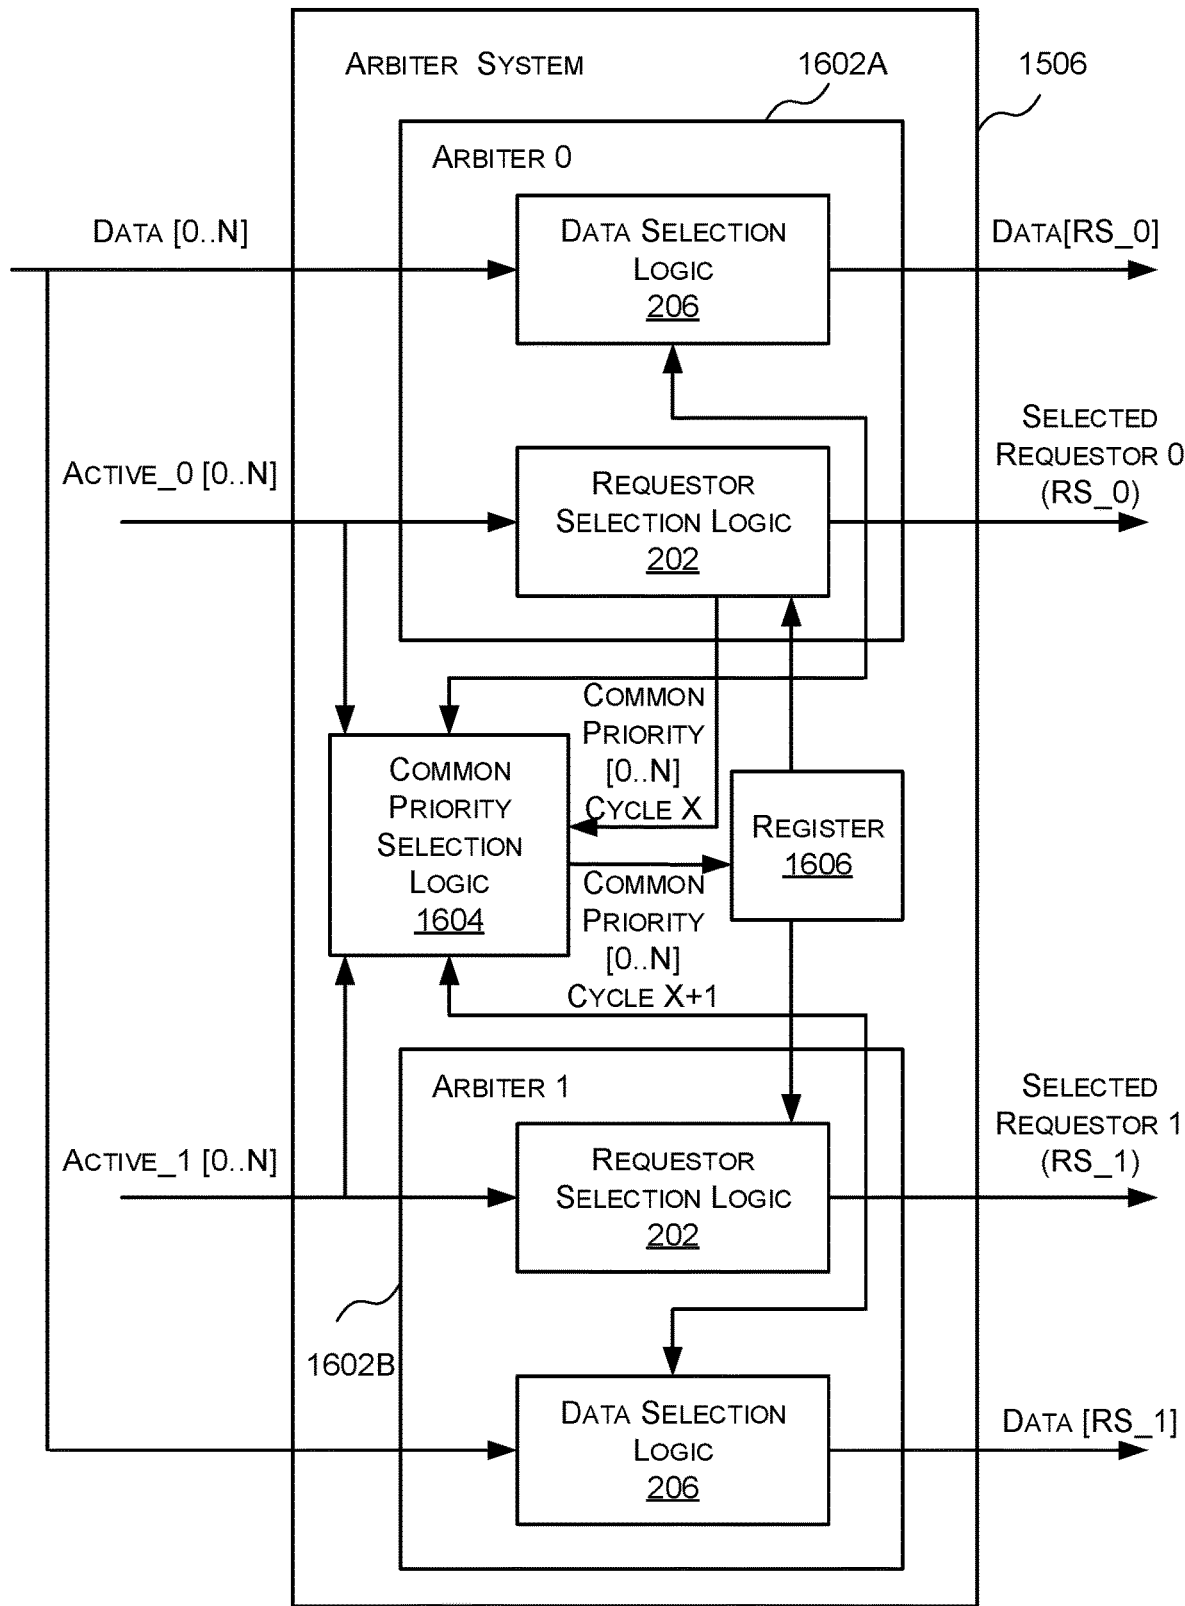 ARBITER SYSTEM
1602A
1506
ARBITER 0
DATA [0..N]
DATA SELECTION
LOGIC
206
DATA[RS_0]
ACTIVE_0 [0..N]
REQUESTOR
SELECTION LOGIC
202
SELECTED
REQUESTOR 0
(RS_0)
COMMON
PRIORITY
[0..N]
CYCLE X
COMMON
PRIORITY
SELECTION
LOGIC
1604
REGISTER
1606
COMMON
PRIORITY
[0..N]
CYCLE X+1
ARBITER 1
ACTIVE_1 [0..N]
REQUESTOR
SELECTION LOGIC
202
SELECTED
REQUESTOR 1
(RS_1)
1602B
DATA SELECTION
LOGIC
206
DATA [RS_1]